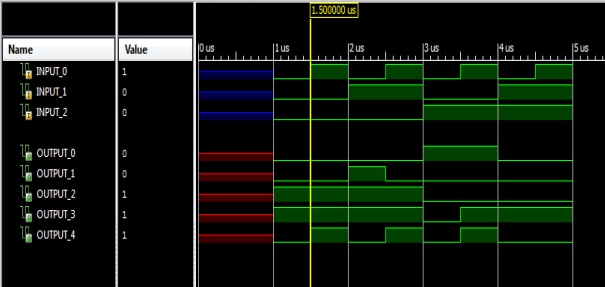 1.500000 us
Name Value 0 us 1 us 2 us 3 us 4 us 5 us
INPUT_0 1
INPUT_1 0
INPUT_2 0
OUTPUT_0 0
OUTPUT_1 0
OUTPUT_2 1
OUTPUT_3 1
OUTPUT_4 1